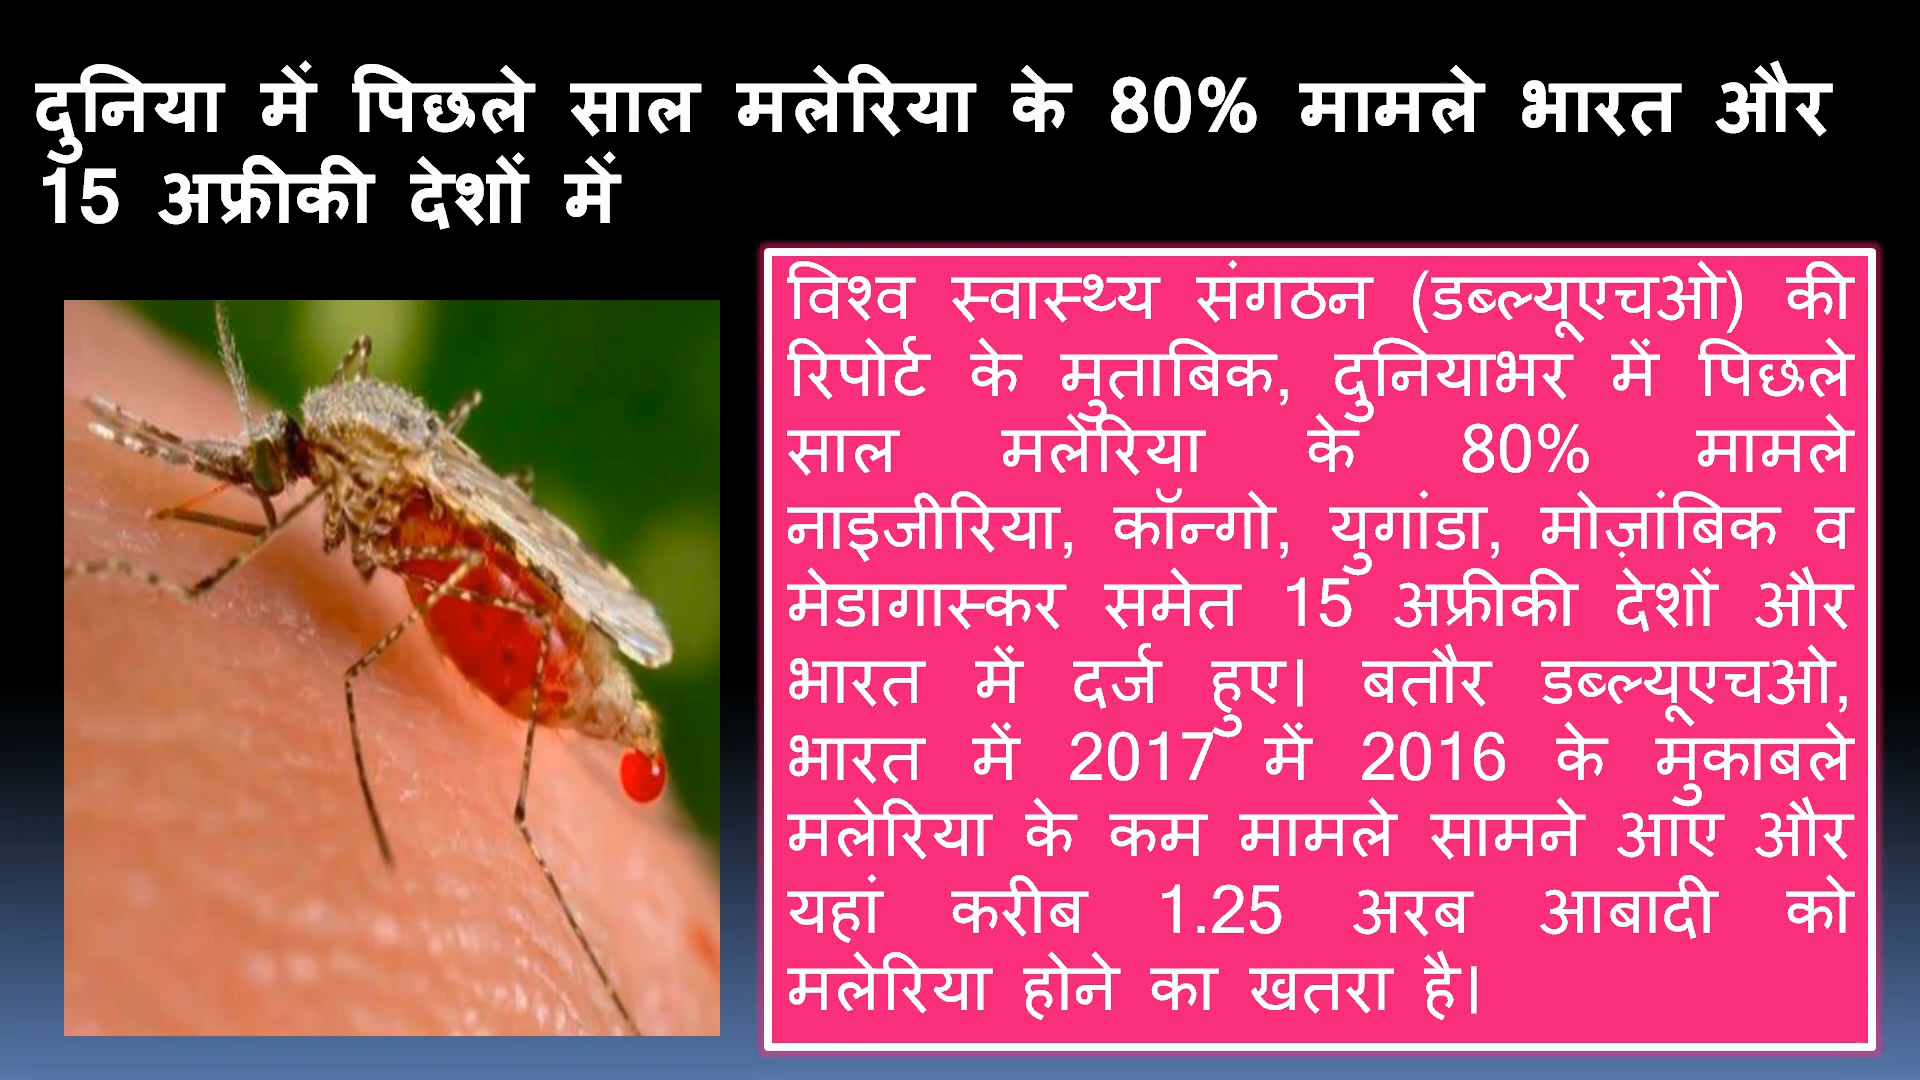 दुनिया में पिछले साल मलेरिया के 80% मामले भारत और
15 अफ्रीकी देशों में
विश्व स्वास्थ्य संगठन (डब्ल्यूएचओ) की
रिपोर्ट के मुताबिक, दुनियाभर में पिछले
साल मलेरिया के 80% मामले
नाइजीरिया, कॉन्गो, युगांडा, मोज़ांबिक व
मेडागास्कर समेत 15 अफ्रीकी देशों और
भारत में दर्ज हुए। बतौर डब्ल्यूएचओ,
भारत में 2017 में 2016 के मुकाबले
मलेरिया के कम मामले सामने आए और
यहां करीब 1.25 अरब आबादी को
मलेरिया होने का खतरा है।